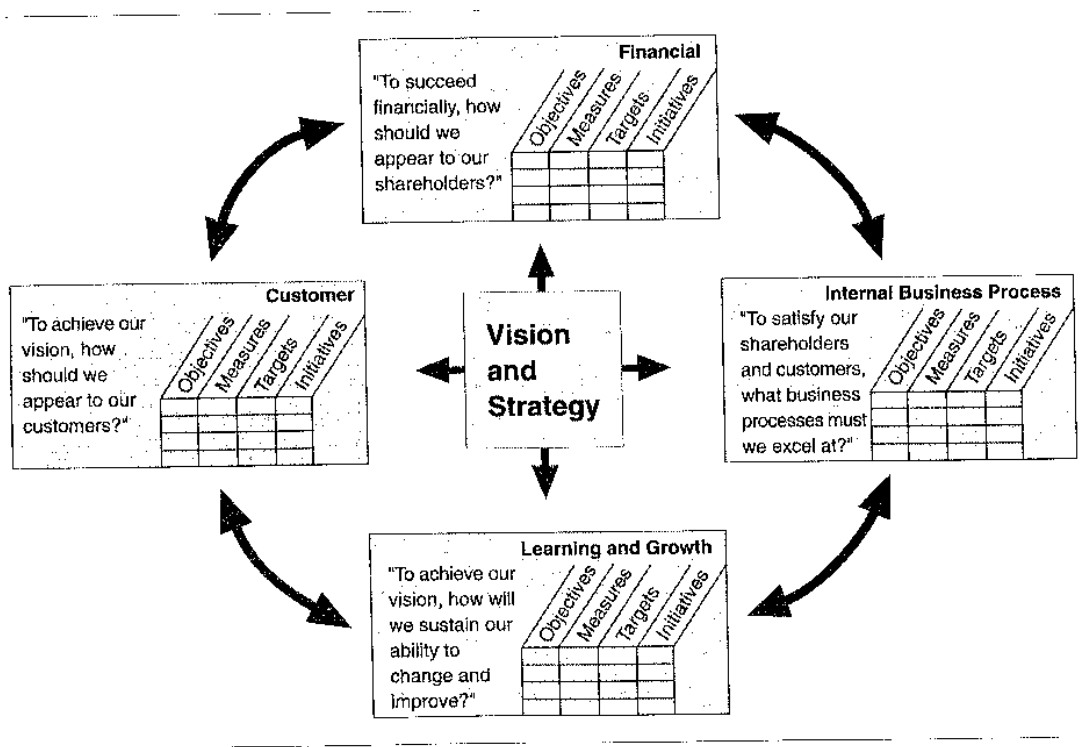 Financial
"To succeed
financially, how
should we
appear to our
shareholders?"
Objectives
Measures
Targets
Initiatives
Customer
"To achieve our
vision, how
should we
appear to our
customers?"
Objectives
Measures
Targets
Initiatives
Vision
and
Strategy
Internal Business Process
"To satisfy our
shareholders
and customers,
what business
processes must
we excel at?"
Objectives
Measures
Targets
Initiatives
Learning and Growth
"To achieve our
vision, how will
we sustain our
ability to
change and
improve?"
Objectives
Measures
Targets
Initiatives